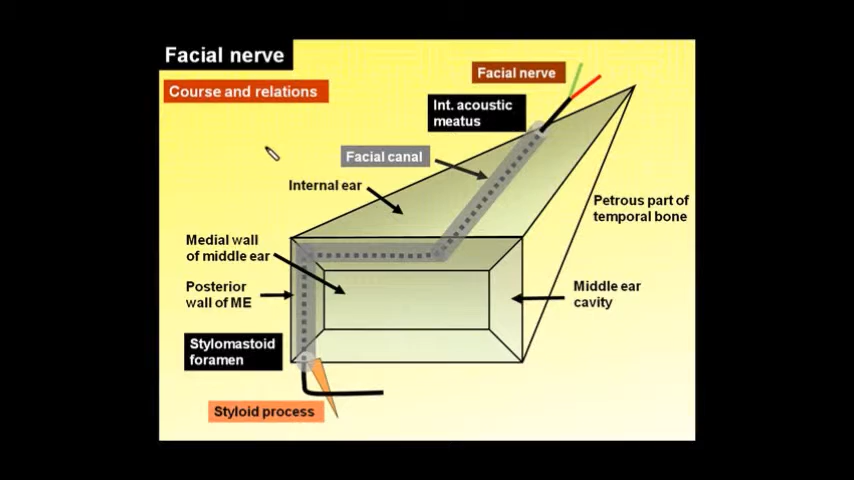 Facial nerve
Course and relations
Facial nerve
Int. acoustic
meatus
Facial canal
Internal ear
Petrous part of
temporal bone
Medial wall
of middle ear
Posterior
wall of ME
Middle ear
cavity
Stylomastoid
foramen
Styloid process